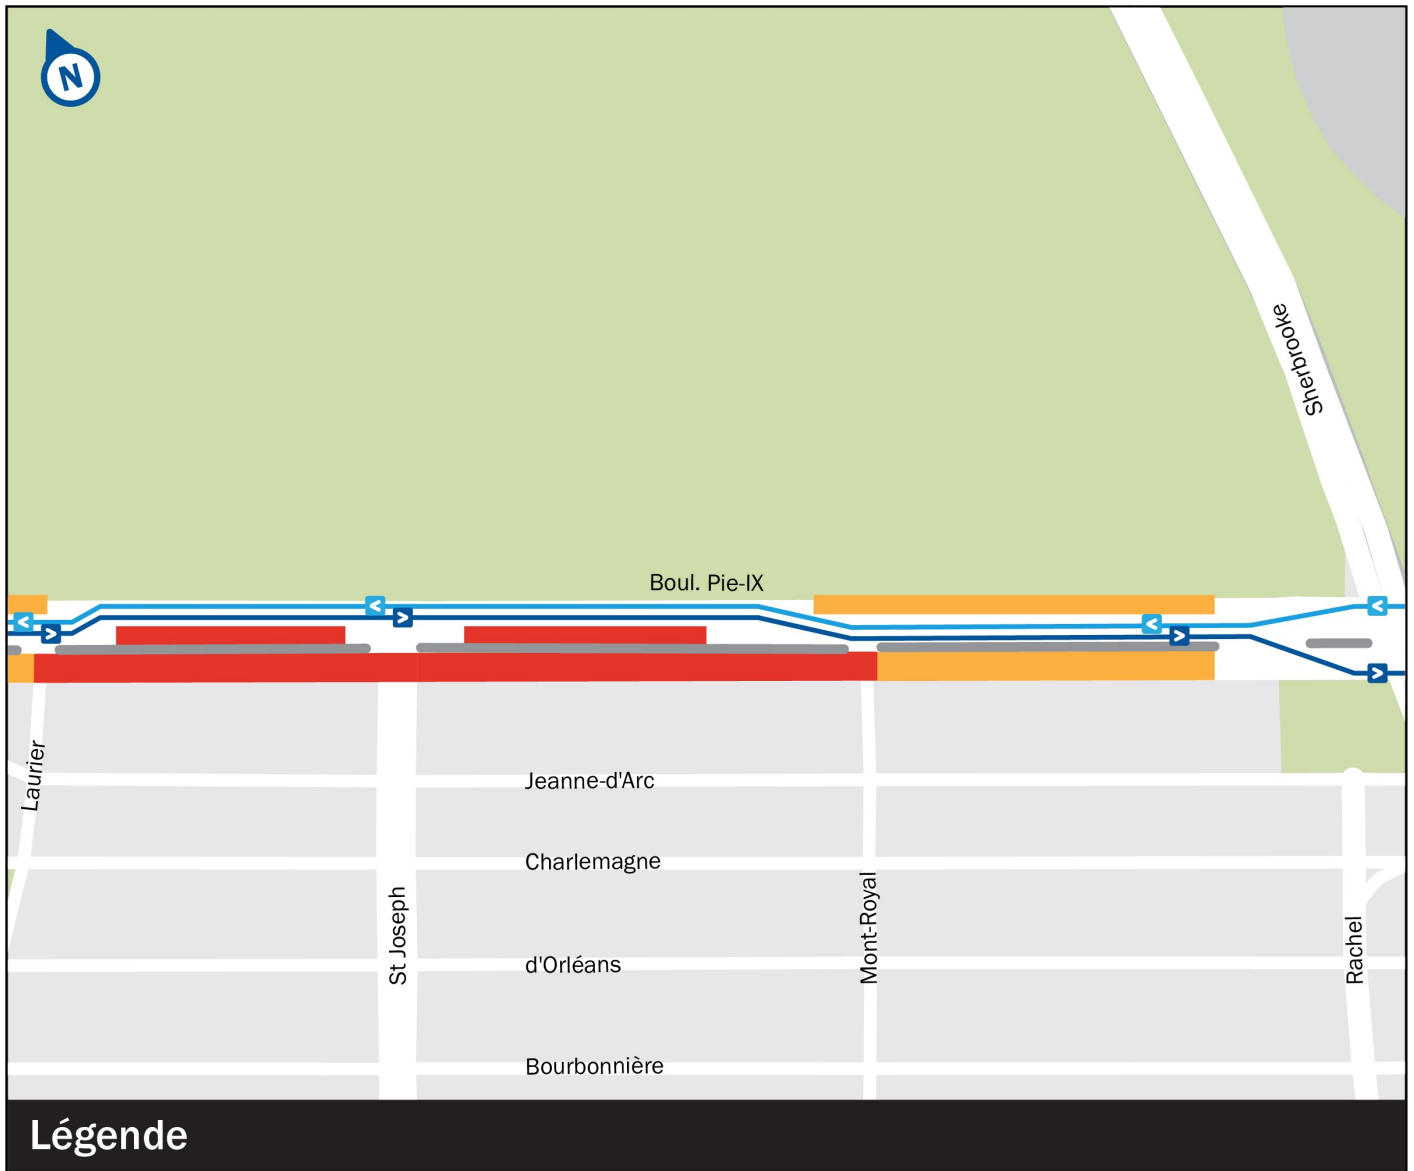 N
Sherbrooke
Boul. Pie-IX
Laurier
Jeanne-d'Arc
Charlemagne
St Joseph
Mont-Royal
Rachel
d'Orléans
Bourbonnière
Légende